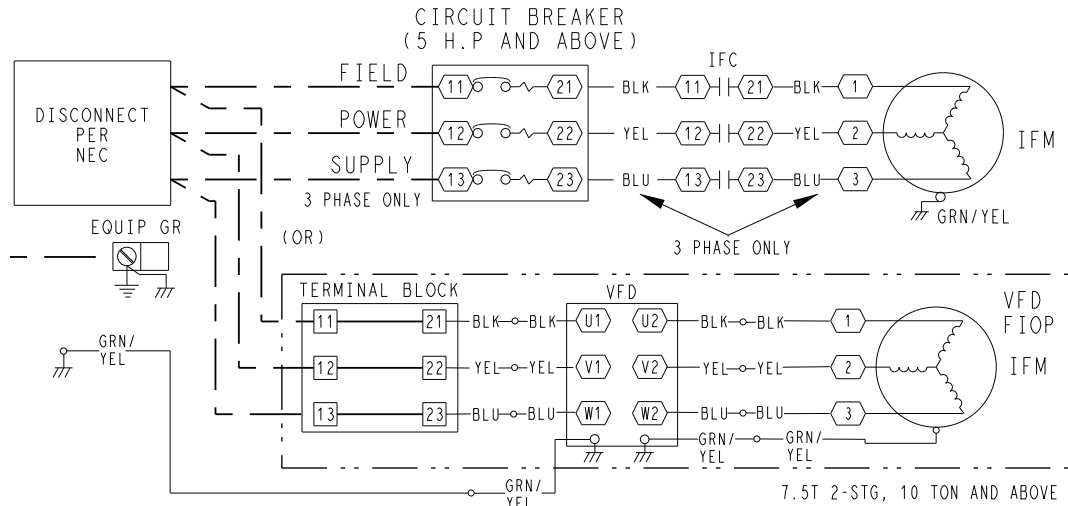 CIRCUIT BREAKER
(5 H.P AND ABOVE)
IFC
FIELD
11 21 BLK 11 21 BLK 1
DISCONNECT
PER
NEC
POWER
12 22 YEL 12 22 YEL 2
IFM
SUPPLY
13 23 BLU 13 23 BLU 3
3 PHASE ONLY
GRN/YEL
EQUIP GR
(OR)
3 PHASE ONLY
TERMINAL BLOCK
VFD
VFD
FIOP
11 21 BLK BLK U1 U2 BLK BLK 1
12 22 YEL YEL V1 V2 YEL YEL 2
IFM
13 23 BLU BLU W1 W2 BLU BLU 3
GRN/
YEL
GRN/
YEL
GRN/
YEL
GRN/
YEL
7.5T 2-STG, 10 TON AND ABOVE